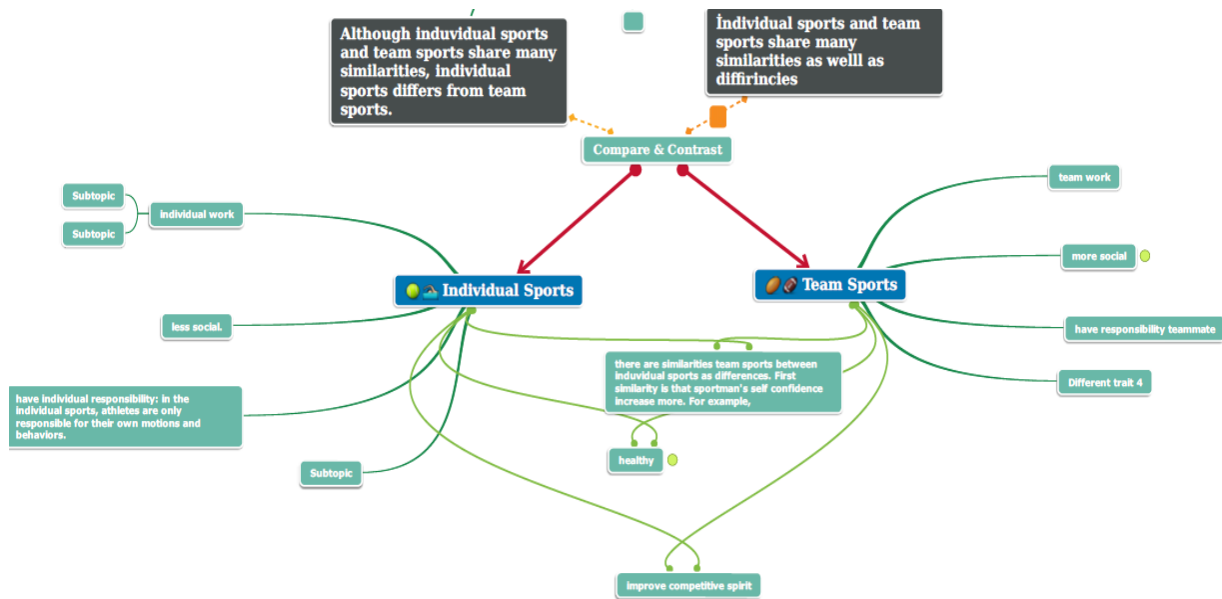 Although induvidual sports
and team sports share many
similarities, individual
sports differs from team
sports.
İndividual sports and team
sports share many
similarities as welll as
diffirincies
Compare & Contrast
Subtopic
Subtopic
individual work
team work
more social
Individual Sports
Team Sports
less social.
have responsibility teammate
there are similarities team sports between
induvidual sports as differences. First
similarity is that sportman's self confidence
increase more. For example,
Different trait 4
have individual responsibility: in the
individual sports, athletes are only
responsible for their own motions and
behaviors.
healthy
Subtopic
improve competitive spirit